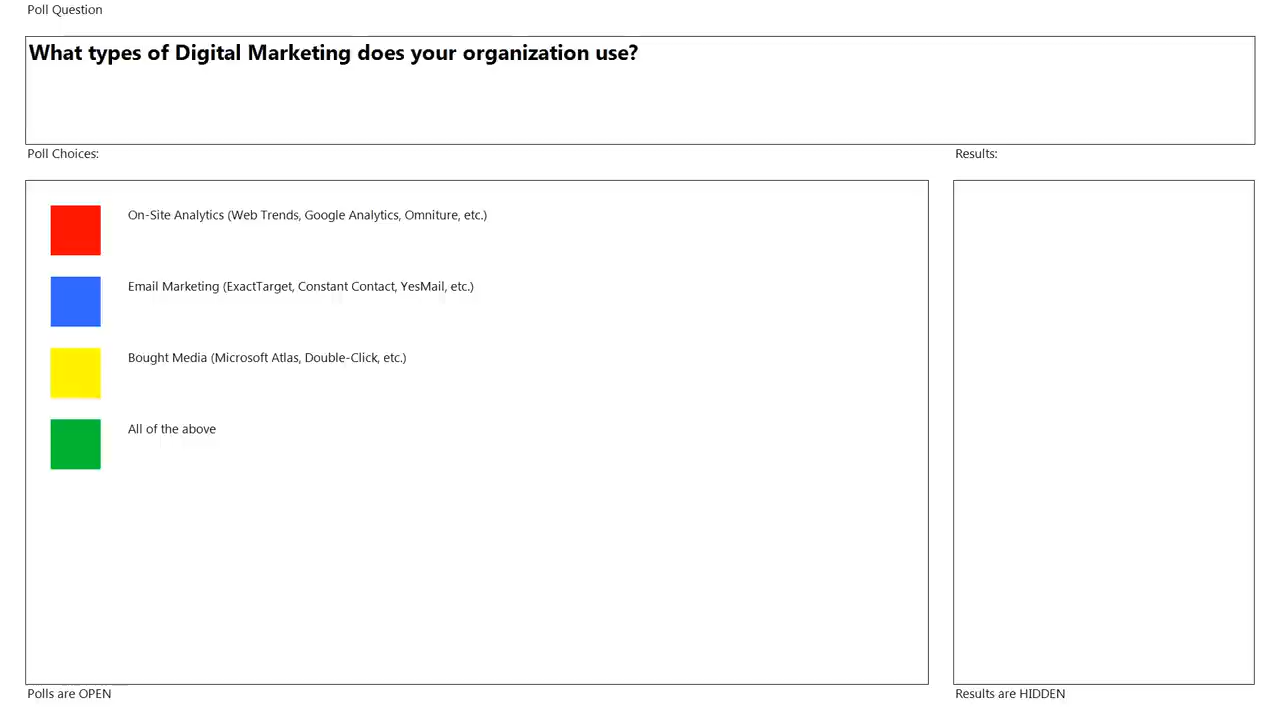 Poll Question
What types of Digital Marketing does your organization use?
Poll Choices:
Results:
On-Site Analytics (Web Trends, Google Analytics, Omniture, etc.)
Email Marketing (ExactTarget, Constant Contact, YesMail, etc.)
Bought Media (Microsoft Atlas, Double-Click, etc.)
All of the above
Polls are OPEN
Results are HIDDEN